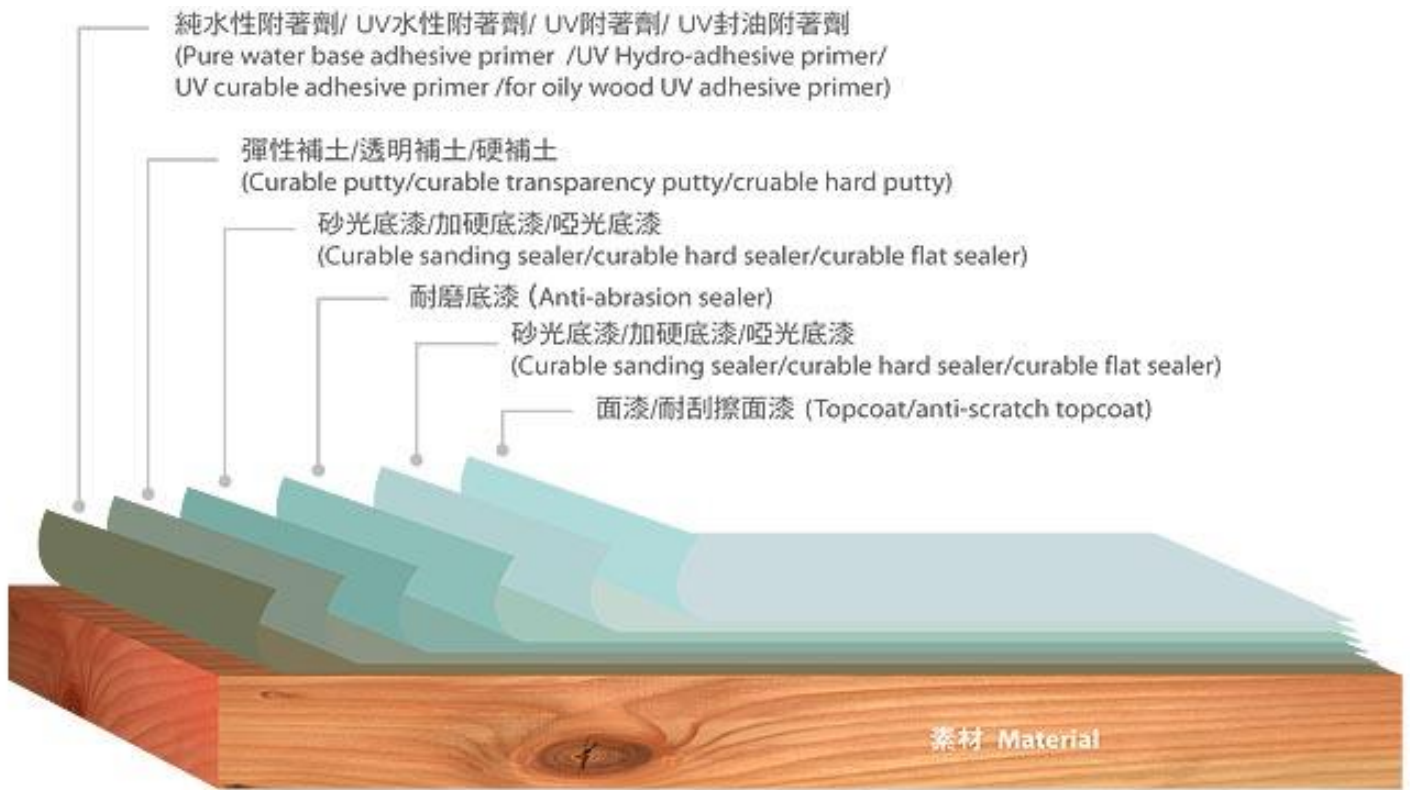 純水性附著劑/ UV水性附著劑/ UV附著劑/ UV封油附著劑
(Pure water base adhesive primer /UV Hydro-adhesive primer/
UV curable adhesive primer /for oily wood UV adhesive primer)
彈性補土/透明補土/硬補土
(Curable putty/curable transparency putty/cruable hard putty)
砂光底漆/加硬底漆/啞光底漆
(Curable sanding sealer/curable hard sealer/curable flat sealer)
耐磨底漆 (Anti-abrasion sealer)
砂光底漆/加硬底漆/啞光底漆
(Curable sanding sealer/curable hard sealer/curable flat sealer)
面漆/耐刮擦面漆 (Topcoat/anti-scratch topcoat)
素材 Material